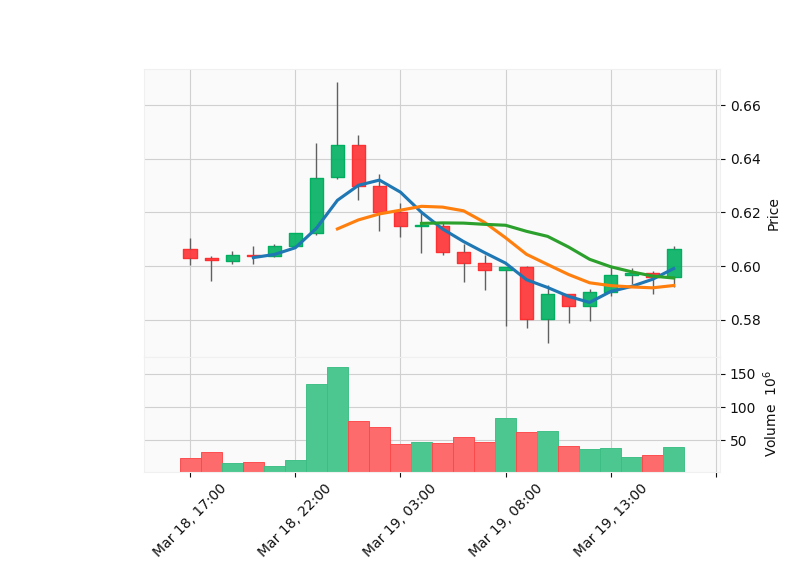 0.66
0.64
0.62
0.60
0.58
Price
150
100
50
Volume 10^6
Mar 18, 17:00
Mar 18, 22:00
Mar 19, 03:00
Mar 19, 08:00
Mar 19, 13:00